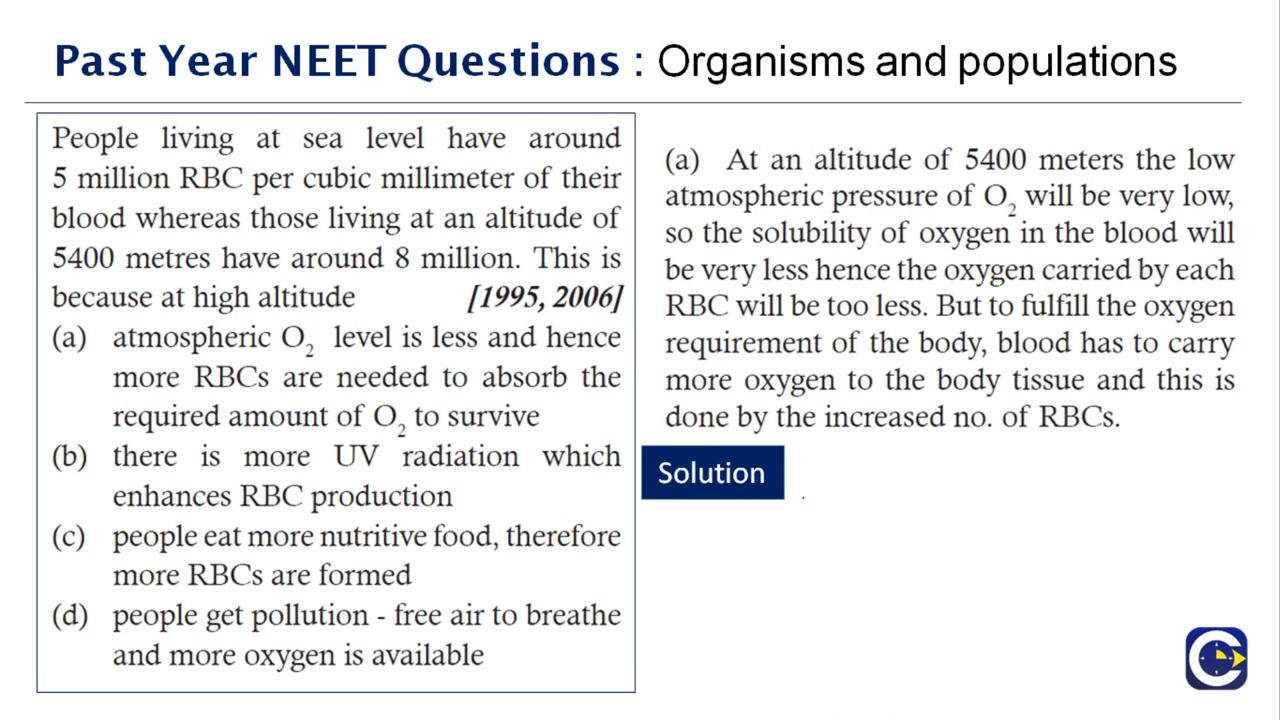 Past Year NEET Questions : Organisms and populations
People living at sea level have around
5 million RBC per cubic millimeter of their
blood whereas those living at an altitude of
5400 metres have around 8 million. This is
because at high altitude [1995, 2006]
(a) atmospheric O₂ level is less and hence
more RBCs are needed to absorb the
required amount of O₂ to survive
(b) there is more UV radiation which
enhances RBC production
(c) people eat more nutritive food, therefore
more RBCs are formed
(d) people get pollution - free air to breathe
and more oxygen is available
(a) At an altitude of 5400 meters the low
atmospheric pressure of O₂ will be very low,
so the solubility of oxygen in the blood will
be very less hence the oxygen carried by each
RBC will be too less. But to fulfill the oxygen
requirement of the body, blood has to carry
more oxygen to the body tissue and this is
done by the increased no. of RBCs.
Solution